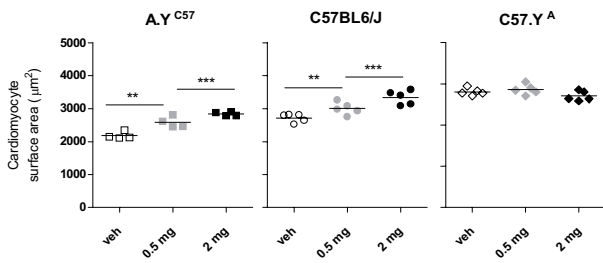 A.Y C57
C57BL6/J
C57.Y A
Cardiomyocyte
surface area ( μm2)
5000
4000
3000
2000
1000
0
**
***
**
***
veh
0.5 mg
2 mg
veh
0.5 mg
2 mg
veh
0.5 mg
2 mg